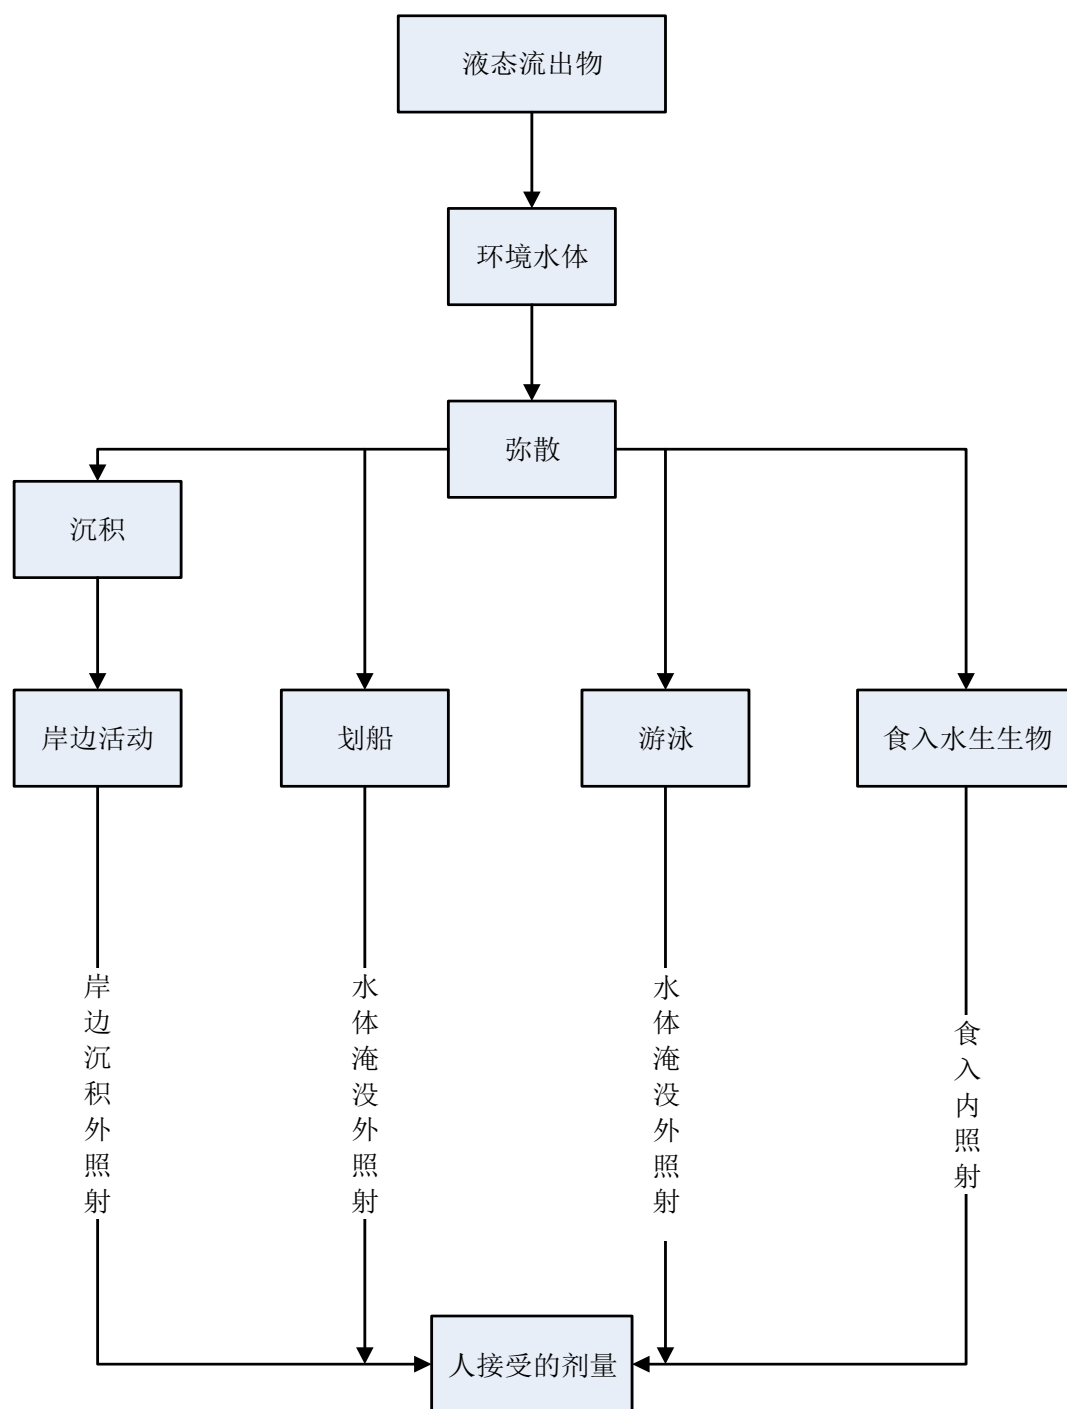 液态流出物
环境水体
弥散
沉积
岸边活动
划船
游泳
食入水生生物
岸边沉积外照射
水体淹没外照射
水体淹没外照射
食入内照射
人接受的剂量